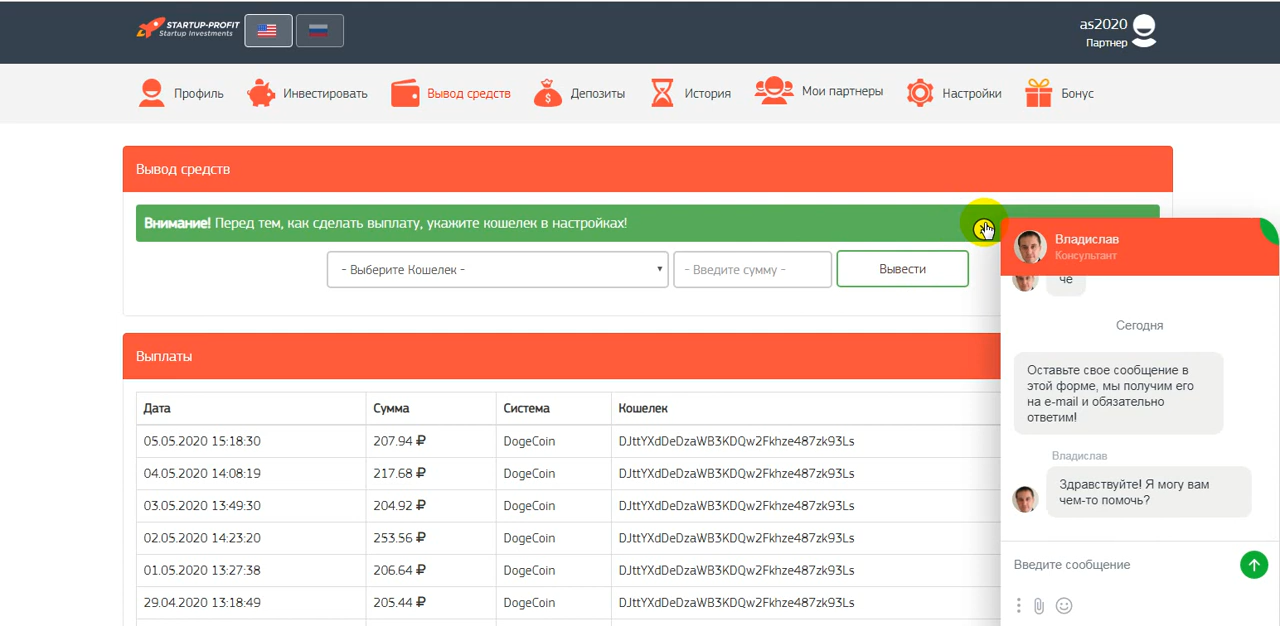 STARTUP-PROFIT
Startup Investments
as2020
Партнер
Профиль
Инвестировать
Вывод средств
Депозиты
История
Мои партнеры
Настройки
Бонус
Вывод средств
Внимание! Перед тем, как сделать выплату, укажите кошелек в настройках!
- Выберите Кошелек -
- Введите сумму -
Вывести
Выплаты
Дата Сумма Система Кошелек
05.05.2020 15:18:30 207.94 ₽ DogeCoin DJttYXdDeDzaWB3KDQw2Fkhze487zk93Ls
04.05.2020 14:08:19 217.68 ₽ DogeCoin DJttYXdDeDzaWB3KDQw2Fkhze487zk93Ls
03.05.2020 13:49:30 204.92 ₽ DogeCoin DJttYXdDeDzaWB3KDQw2Fkhze487zk93Ls
02.05.2020 14:23:20 253.56 ₽ DogeCoin DJttYXdDeDzaWB3KDQw2Fkhze487zk93Ls
01.05.2020 13:27:38 206.64 ₽ DogeCoin DJttYXdDeDzaWB3KDQw2Fkhze487zk93Ls
29.04.2020 13:18:49 205.44 ₽ DogeCoin DJttYXdDeDzaWB3KDQw2Fkhze487zk93Ls
Владислав
Консультант
че
Сегодня
Оставьте свое сообщение в
этой форме, мы получим его
на e-mail и обязательно
ответим!
Владислав
Здравствуйте! Я могу вам
чем-то помочь?
Введите сообщение